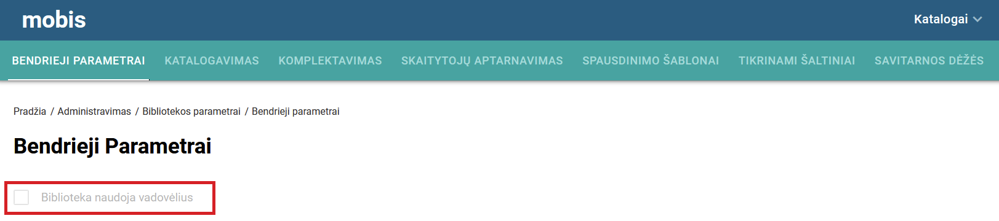 mobis
Katalogai
BENDRIEJI PARAMETRAI KATALOGAVIMAS KOMPLEKTAVIMAS SKAITYTOJŲ APTARNAVIMAS SPAUSDINIMO ŠABLONAI TIKRINAMI ŠALTINIAI SAVITARNOS DĖŽĖS
Pradžia / Administravimas / Bibliotekos parametrai / Bendrieji parametrai
Bendrieji Parametrai
Biblioteka naudoja vadovėlius